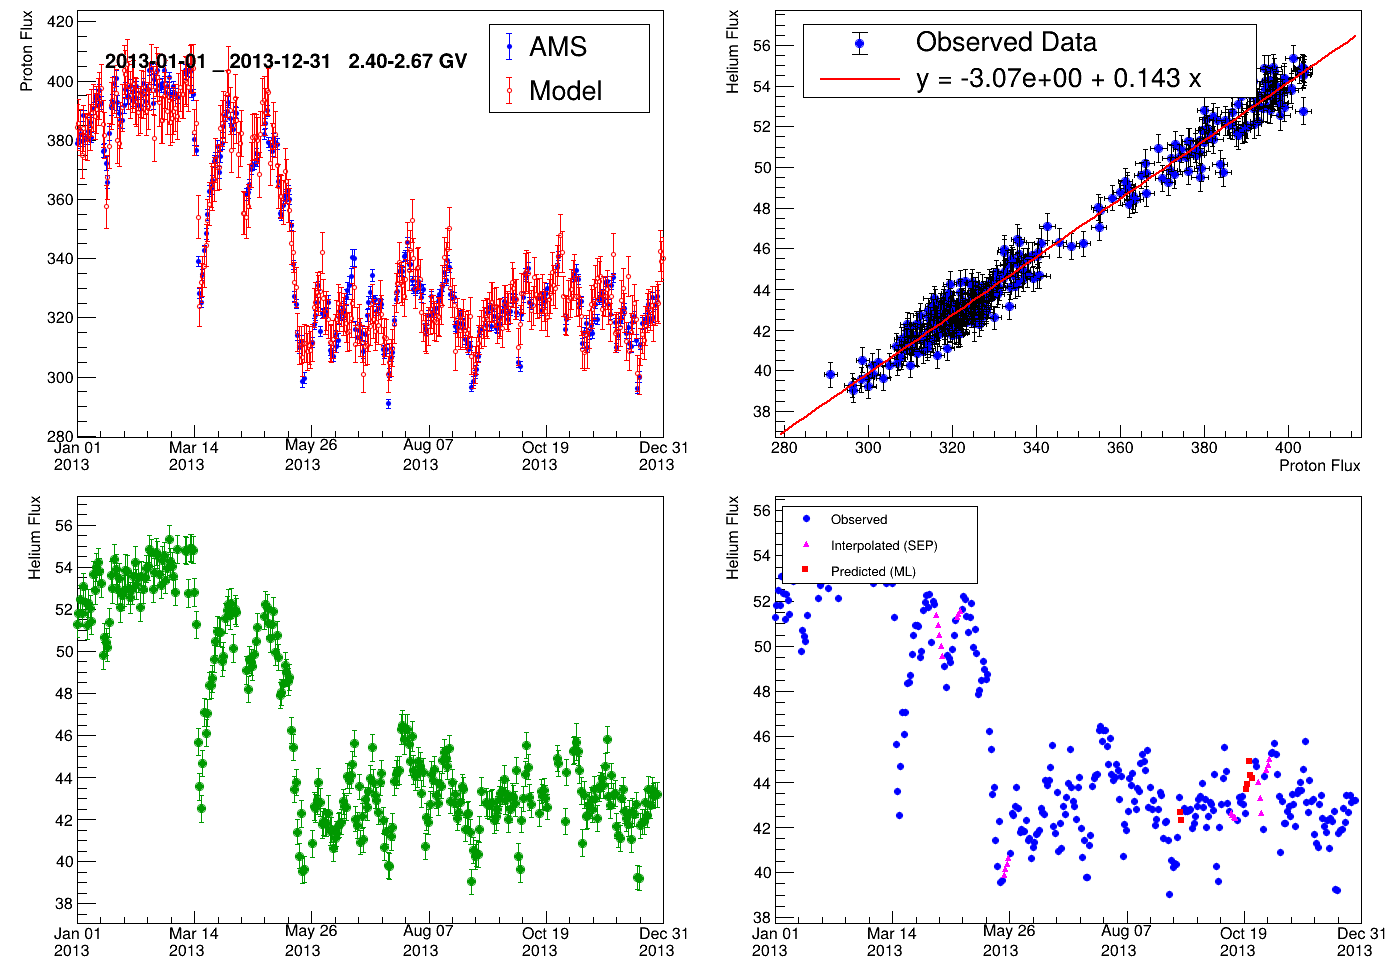 Proton Flux
420
400
380
360
340
320
300
280
2013-01-01 _ 2013-12-31 2.40-2.67 GV
AMS
Model
Jan 01 2013
Mar 14 2013
May 26 2013
Aug 07 2013
Oct 19 2013
Dec 31 2013
Helium Flux
56
54
52
50
48
46
44
42
40
38
Observed Data
y = -3.07e+00 + 0.143 x
280 300 320 340 360 380 400
Proton Flux
Helium Flux
56
54
52
50
48
46
44
42
40
38
Jan 01 2013
Mar 14 2013
May 26 2013
Aug 07 2013
Oct 19 2013
Dec 31 2013
Helium Flux
56
54
52
50
48
46
44
42
40
38
Observed
Interpolated (SEP)
Predicted (ML)
Jan 01 2013
Mar 14 2013
May 26 2013
Aug 07 2013
Oct 19 2013
Dec 31 2013